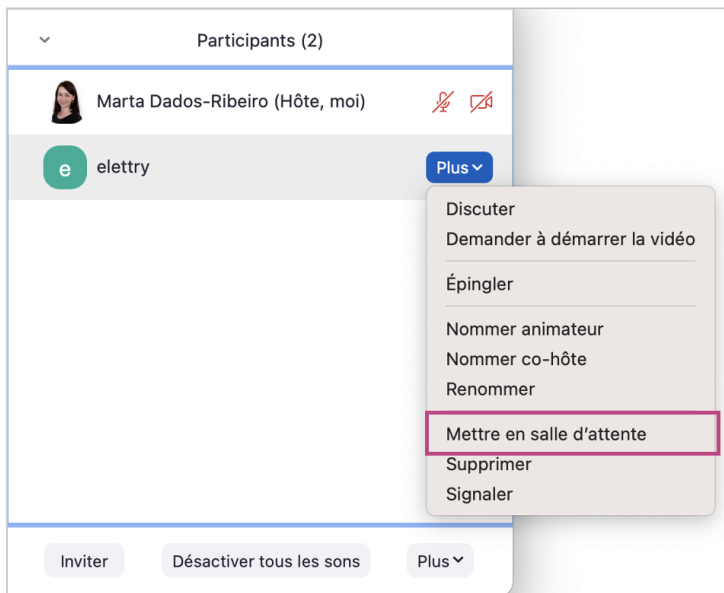 Participants (2)
Marta Dados-Ribeiro (Hôte, moi)
e elettry Plus
Discuter
Demander à démarrer la vidéo
Épingler
Nommer animateur
Nommer co-hôte
Renommer
Mettre en salle d'attente
Supprimer
Signaler
Inviter Désactiver tous les sons Plus